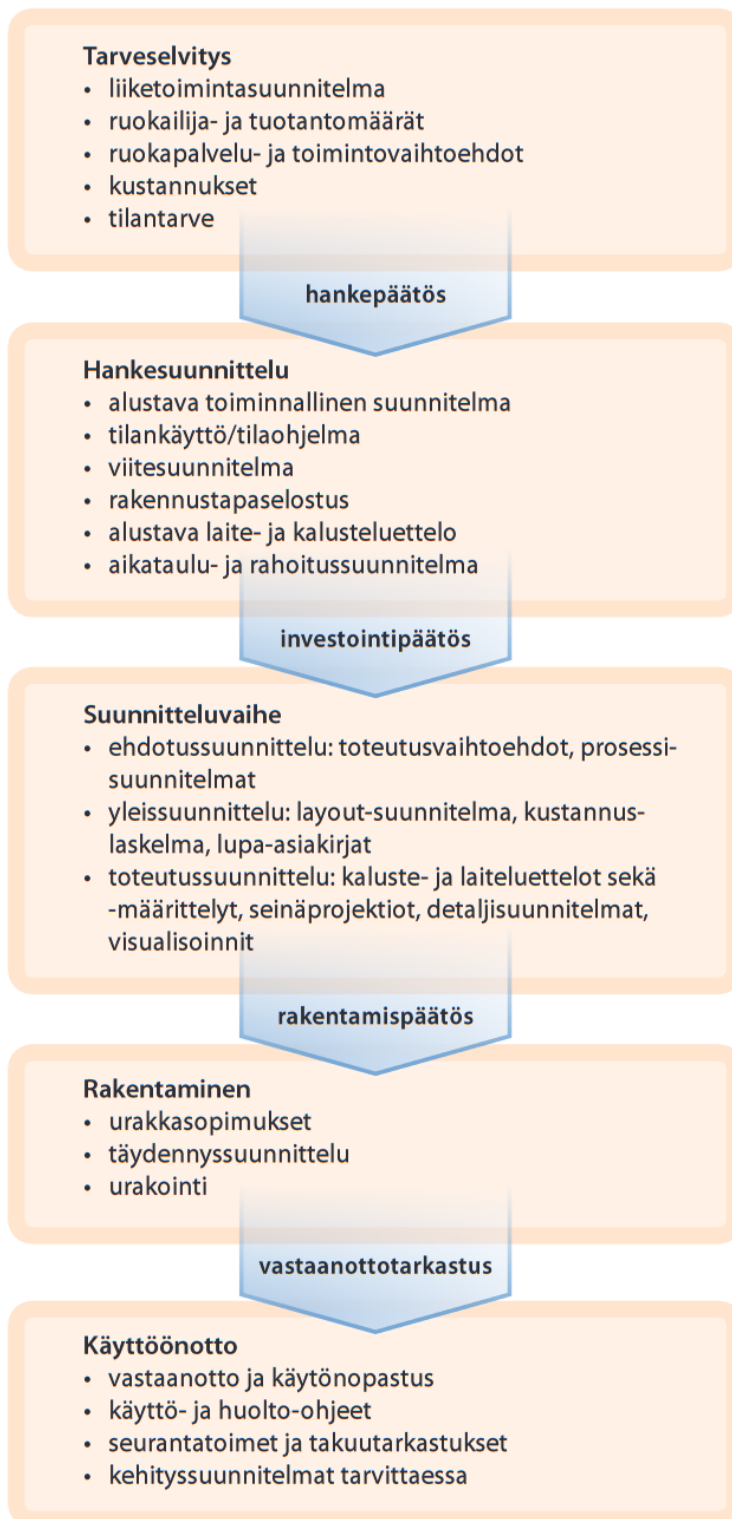 Tarveselvitys
• liiketoimintasuunnitelma
• ruokailija- ja tuotantomäärät
• ruokapalvelu- ja toimintovaihtoehdot
• kustannukset
• tilantarve
hankepäätös
Hankesuunnittelu
• alustava toiminnallinen suunnitelma
• tilankäyttö/tilaohjelma
• viitesuunnitelma
• rakennustapaselostus
• alustava laite- ja kalusteluettelo
• aikataulu- ja rahoitussuunnitelma
investointipäätös
Suunnitteluvaihe
• ehdotussuunnittelu: toteutusvaihtoehdot, prosessi-
suunnitelmat
• yleissuunnittelu: layout-suunnitelma, kustannus-
laskelma, lupa-asiakirjat
• toteutussuunnittelu: kaluste- ja laiteluettelot sekä
-määrittelyt, seinäprojektiot, detaljisuunnitelmat,
visualisoinnit
rakentamispäätös
Rakentaminen
• urakkasopimukset
• täydennyssuunnittelu
• urakointi
vastaanottotarkastus
Käyttöönotto
• vastaanotto ja käytönopastus
• käyttö- ja huolto-ohjeet
• seurantatoimet ja takuutarkastukset
• kehityssuunnitelmat tarvittaessa